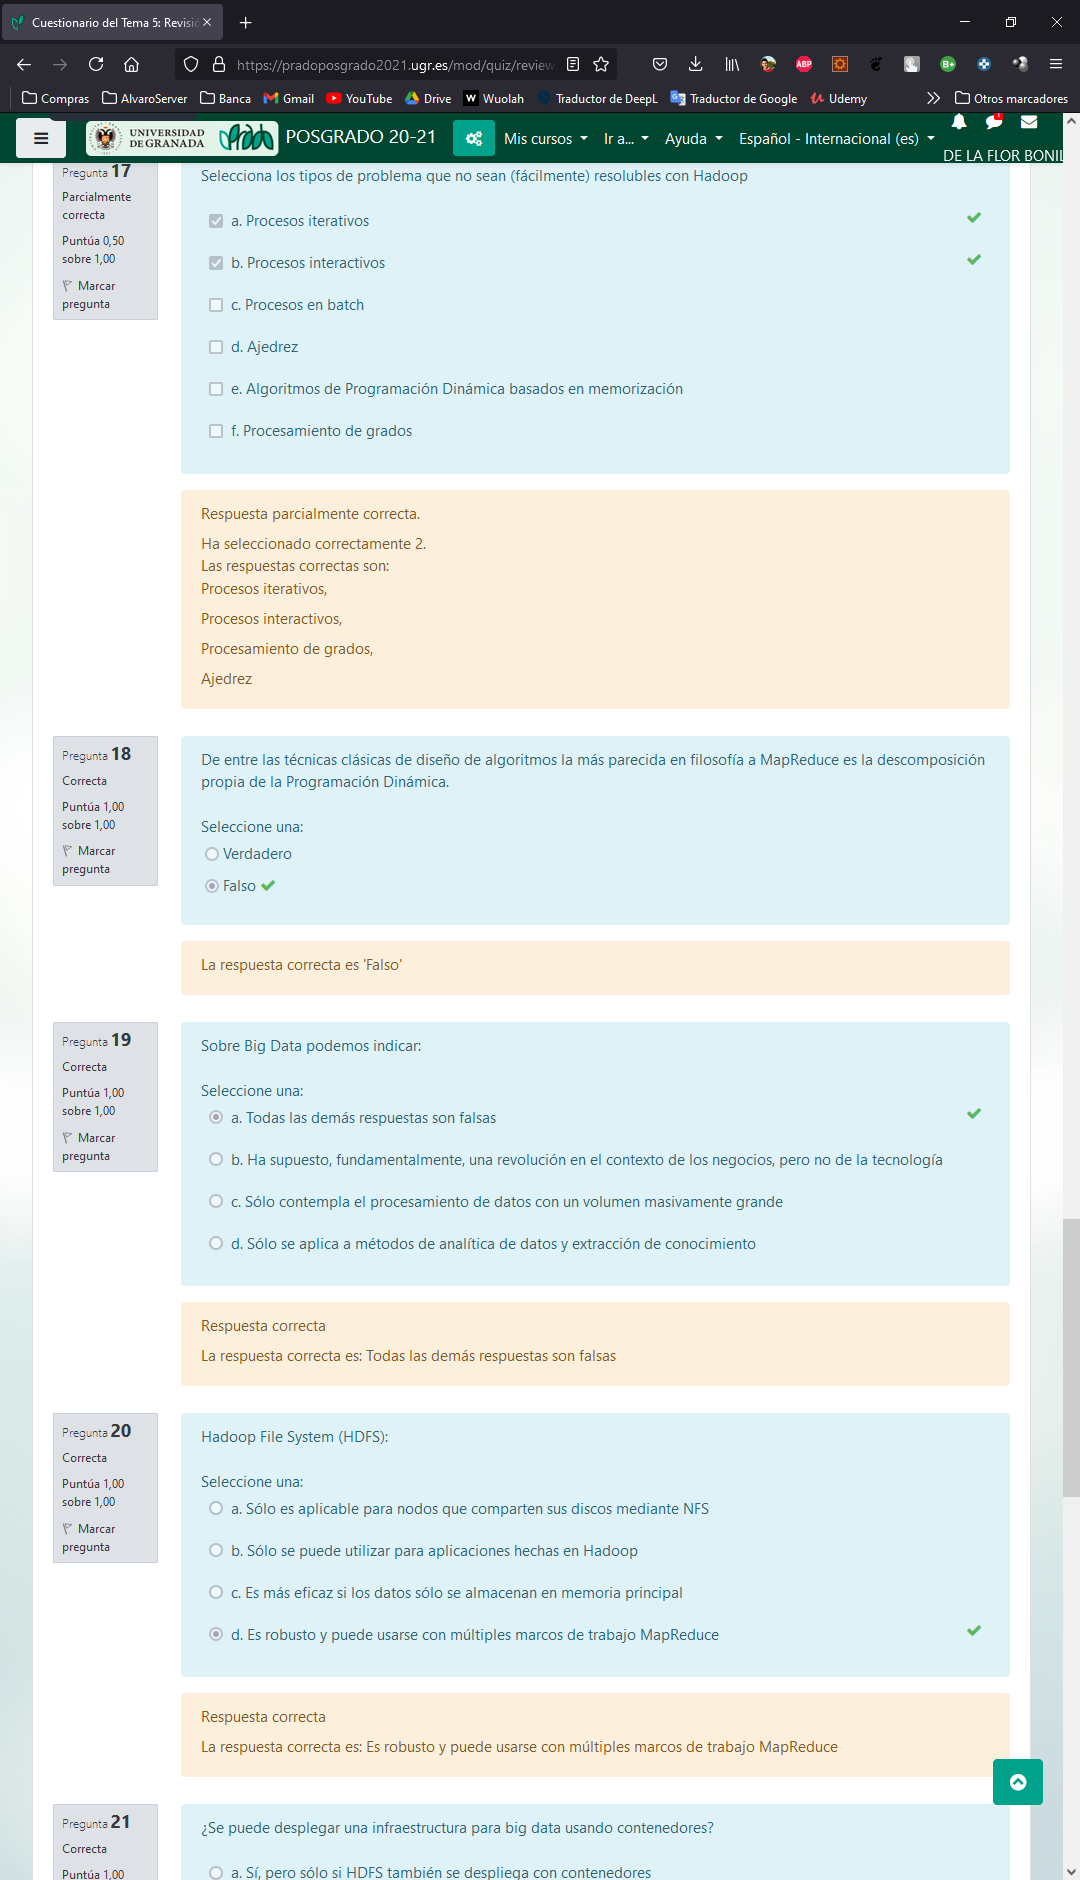 Cuestionario del Tema 5: Revisió
https://pradoposgrado2021.ugr.es/mod/quiz/review
ABP
B+
Compras
AlvaroServer
Banca
Gmail
YouTube
Drive
Wuolah
Traductor de DeepL
Traductor de Google
Udemy
Otros marcadores
UNIVERSIDAD
DE GRANADA
POSGRADO 20-21
Mis cursos
Ir a...
Ayuda
Español - Internacional (es)
DE LA FLOR BONIL
Pregunta 17
Parcialmente
correcta
Puntúa 0,50
sobre 1,00
Marcar
pregunta
Selecciona los tipos de problema que no sean (fácilmente) resolubles con Hadoop
a. Procesos iterativos
b. Procesos interactivos
c. Procesos en batch
d. Ajedrez
e. Algoritmos de Programación Dinámica basados en memorización
f. Procesamiento de grados
Respuesta parcialmente correcta.
Ha seleccionado correctamente 2.
Las respuestas correctas son:
Procesos iterativos,
Procesos interactivos,
Procesamiento de grados,
Ajedrez
Pregunta 18
Correcta
Puntúa 1,00
sobre 1,00
Marcar
pregunta
De entre las técnicas clásicas de diseño de algoritmos la más parecida en filosofía a MapReduce es la descomposición
propia de la Programación Dinámica.
Seleccione una:
Verdadero
Falso
La respuesta correcta es 'Falso'
Pregunta 19
Correcta
Puntúa 1,00
sobre 1,00
Marcar
pregunta
Sobre Big Data podemos indicar:
Seleccione una:
a. Todas las demás respuestas son falsas
b. Ha supuesto, fundamentalmente, una revolución en el contexto de los negocios, pero no de la tecnología
c. Sólo contempla el procesamiento de datos con un volumen masivamente grande
d. Sólo se aplica a métodos de analítica de datos y extracción de conocimiento
Respuesta correcta
La respuesta correcta es: Todas las demás respuestas son falsas
Pregunta 20
Correcta
Puntúa 1,00
sobre 1,00
Marcar
pregunta
Hadoop File System (HDFS):
Seleccione una:
a. Sólo es aplicable para nodos que comparten sus discos mediante NFS
b. Sólo se puede utilizar para aplicaciones hechas en Hadoop
c. Es más eficaz si los datos sólo se almacenan en memoria principal
d. Es robusto y puede usarse con múltiples marcos de trabajo MapReduce
Respuesta correcta
La respuesta correcta es: Es robusto y puede usarse con múltiples marcos de trabajo MapReduce
Pregunta 21
Correcta
Puntúa 1,00
¿Se puede desplegar una infraestructura para big data usando contenedores?
a. Sí, pero sólo si HDFS también se despliega con contenedores